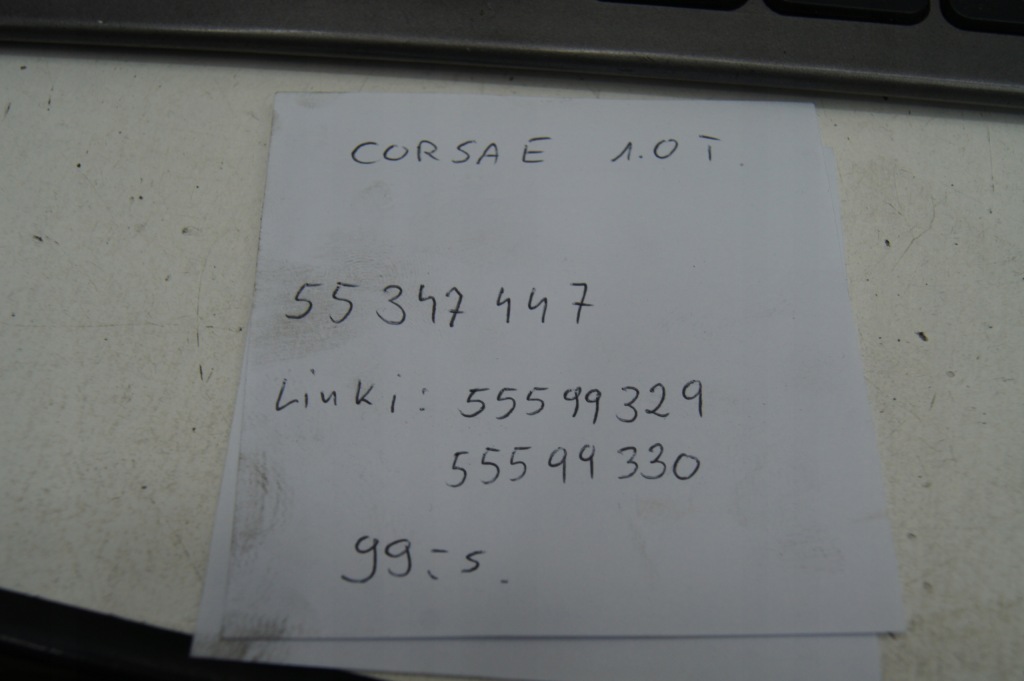 CORSA E 1.0 T.
55 347 447
Linki: 55599329
55599330
99.- s.